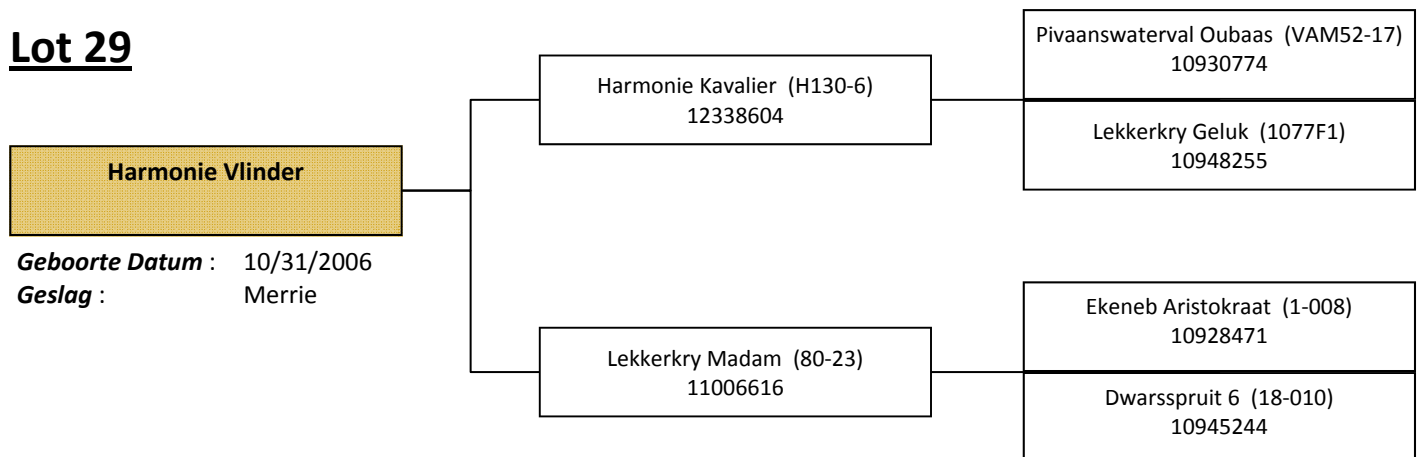 Lot 29
Harmonie Vlinder
Geboorte Datum : 10/31/2006
Geslag : Merrie
Harmonie Kavalier (H130-6)
12338604
Lekkerkry Madam (80-23)
11006616
Pivaanswaterval Oubaas (VAM52-17)
10930774
Lekkerkry Geluk (1077F1)
10948255
Ekeneb Aristokraat (1-008)
10928471
Dwarsspruit 6 (18-010)
10945244